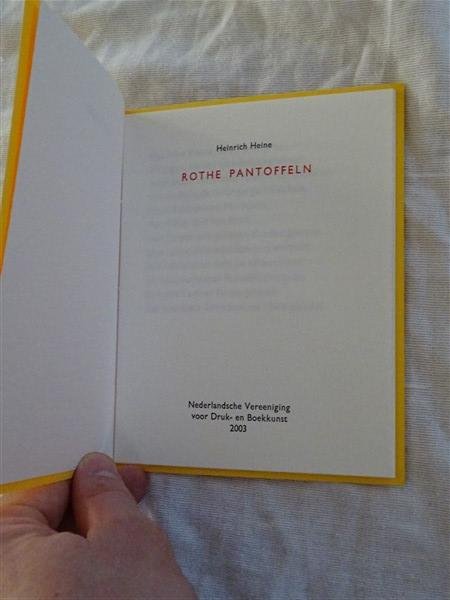 Heinrich Heine
ROTHE PANTOFFELN
Nederlandsche Vereeniging
voor Druk- en Boekkunst
2003